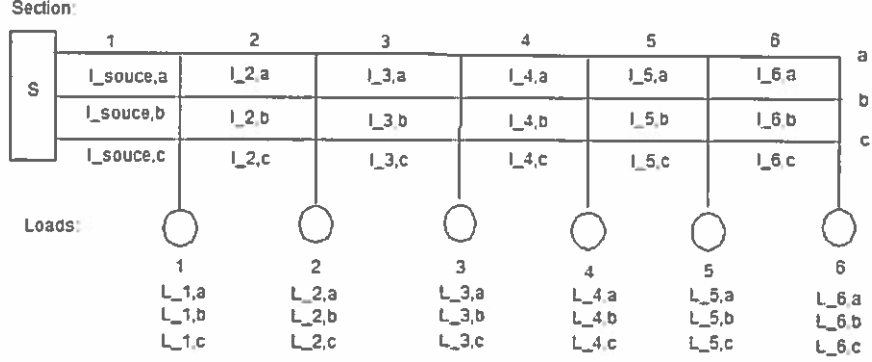 Section:
1 2 3 4 5 6
a
I_souce,a I_2,a I_3,a I_4,a I_5,a I_6,a
S
b
I_souce,b I_2,b I_3,b I_4,b I_5,b I_6,b
c
I_souce,c I_2,c I_3,c I_4,c I_5,c I_6,c
Loads:
1 2 3 4 5 6
L_1,a L_2,a L_3,a L_4,a L_5,a L_6,a
L_1,b L_2,b L_3,b L_4,b L_5,b L_6,b
L_1,c L_2,c L_3,c L_4,c L_5,c L_6,c